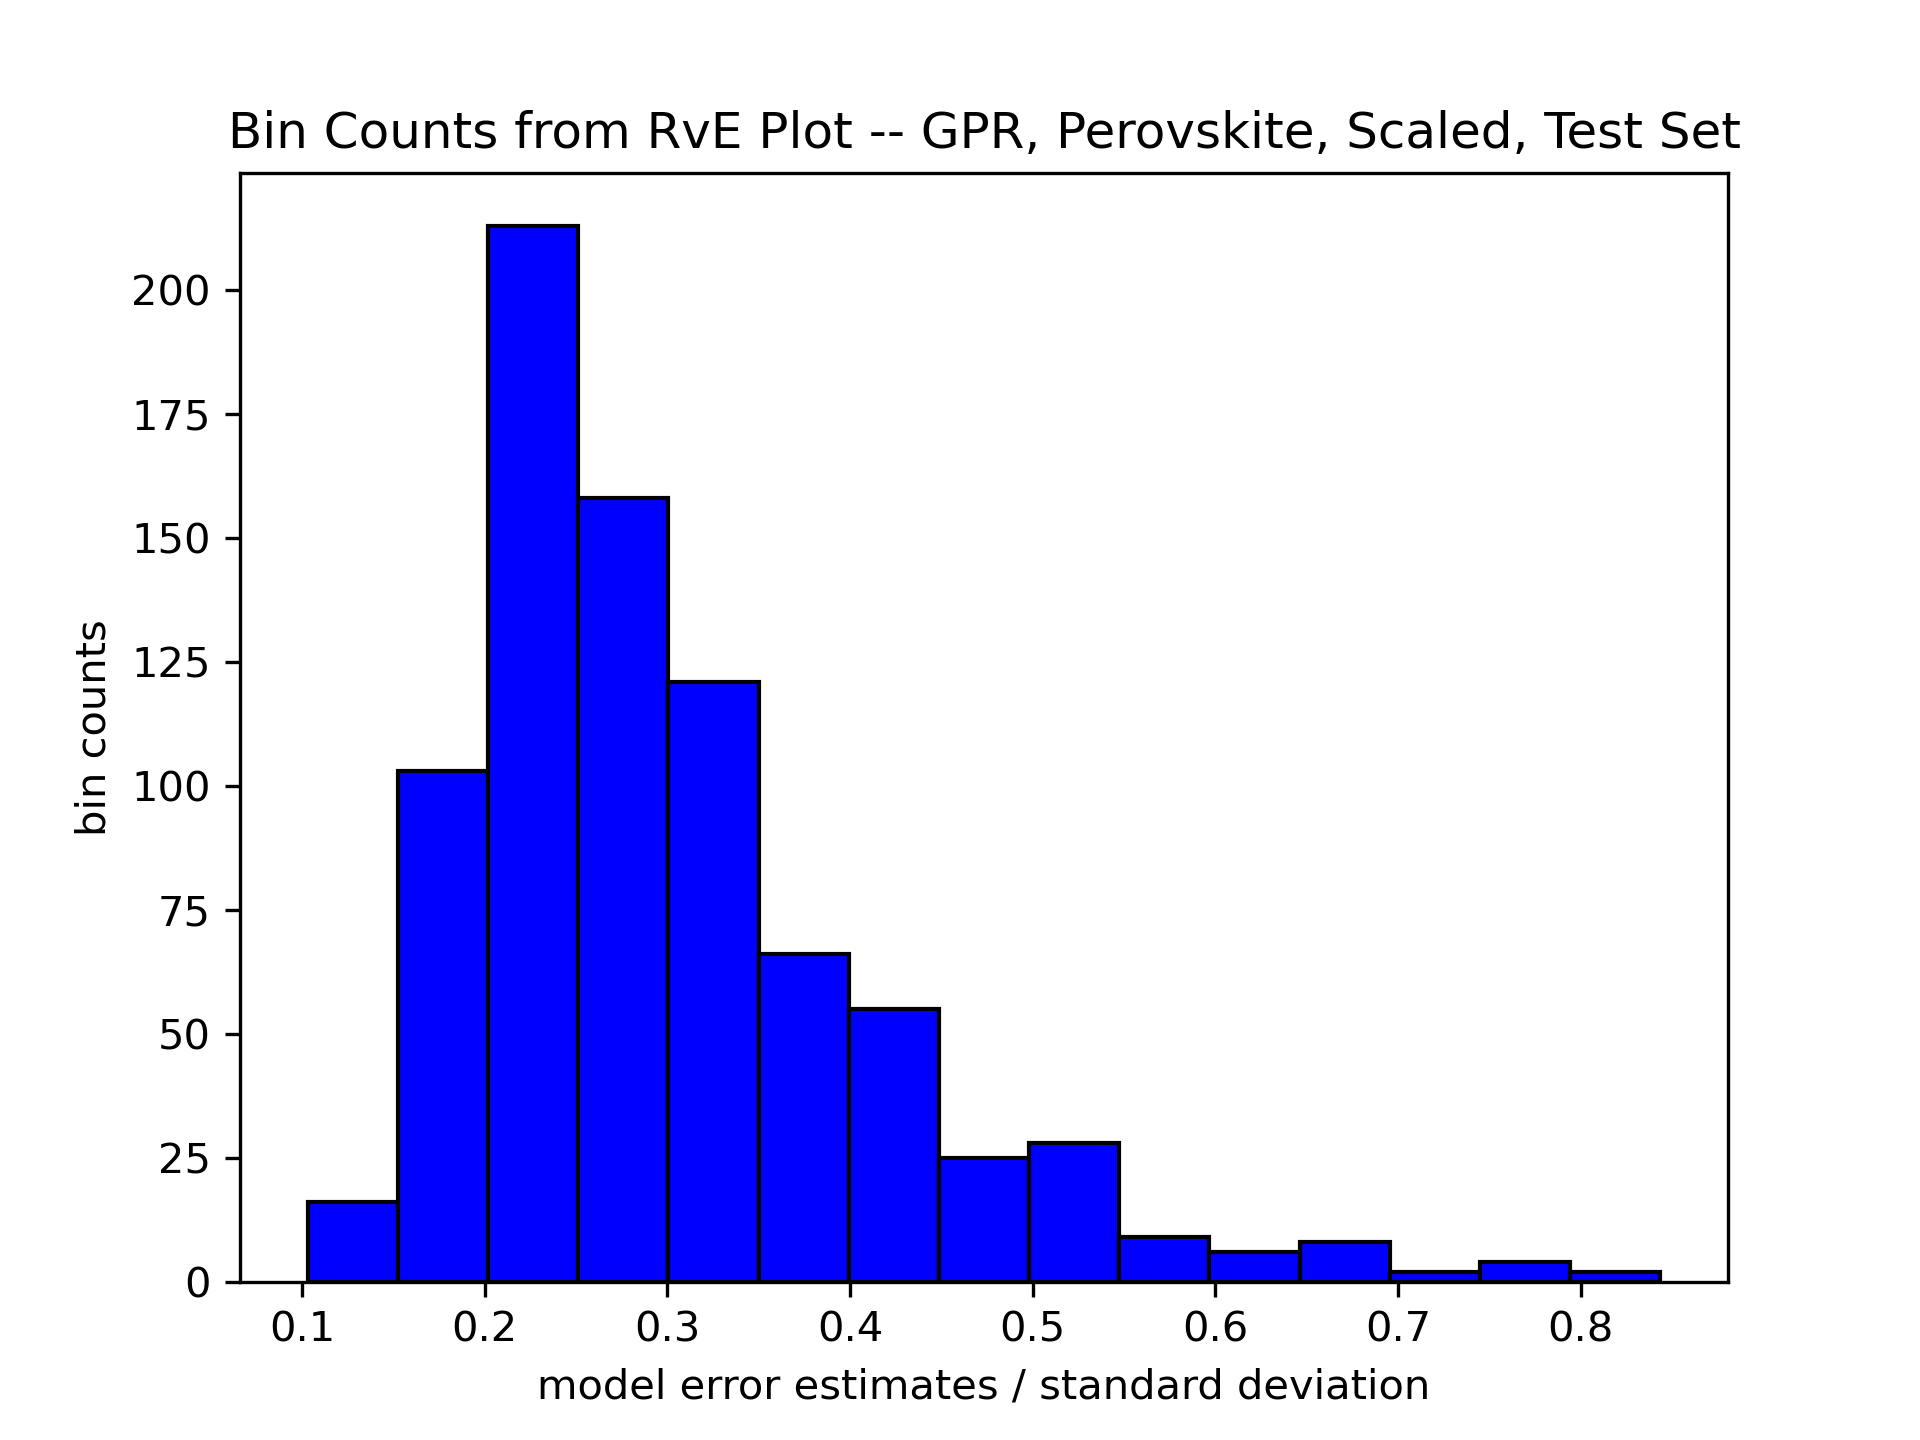 Bin Counts from RvE Plot -- GPR, Perovskite, Scaled, Test Set
200
175
150
125
100
75
50
25
0
bin counts
0.1 0.2 0.3 0.4 0.5 0.6 0.7 0.8
model error estimates / standard deviation